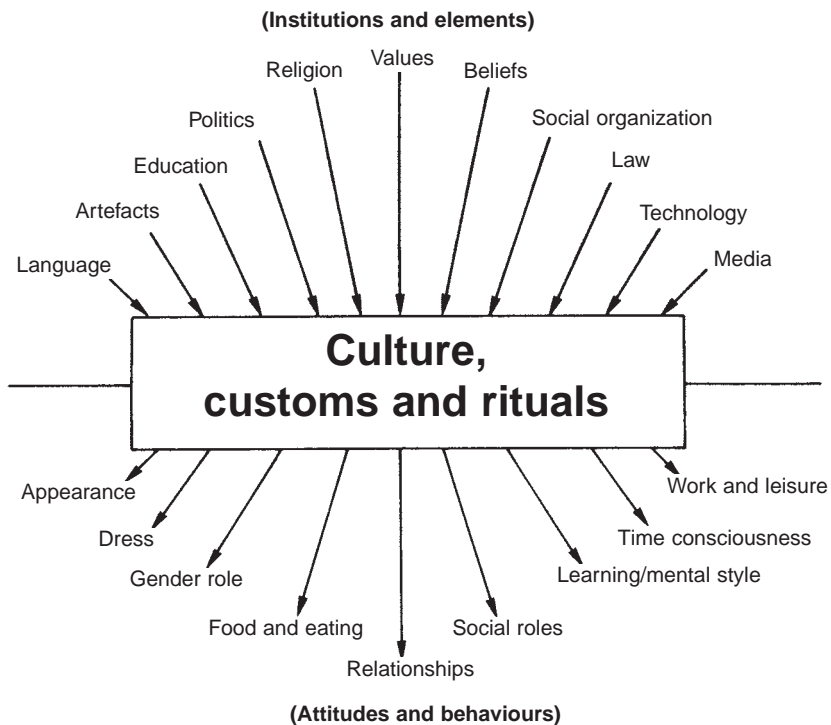 (Institutions and elements)
Values
Religion
Beliefs
Politics
Social organization
Education
Law
Artefacts
Technology
Language
Media
Culture,
customs and rituals
Appearance
Work and leisure
Dress
Time consciousness
Gender role
Learning/mental style
Food and eating
Social roles
Relationships
(Attitudes and behaviours)